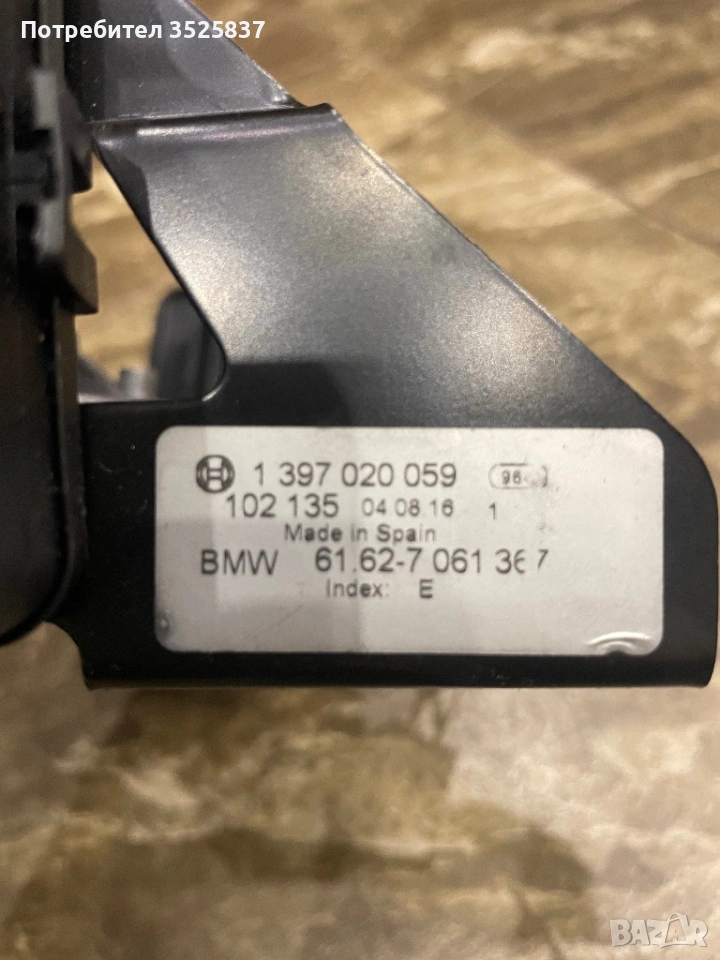 Потребител 3525837
1 397 020 059
102 135 04 08.16 1
Made in Spain
BMW 61.62-7 061 367
Index: E
BAZAR